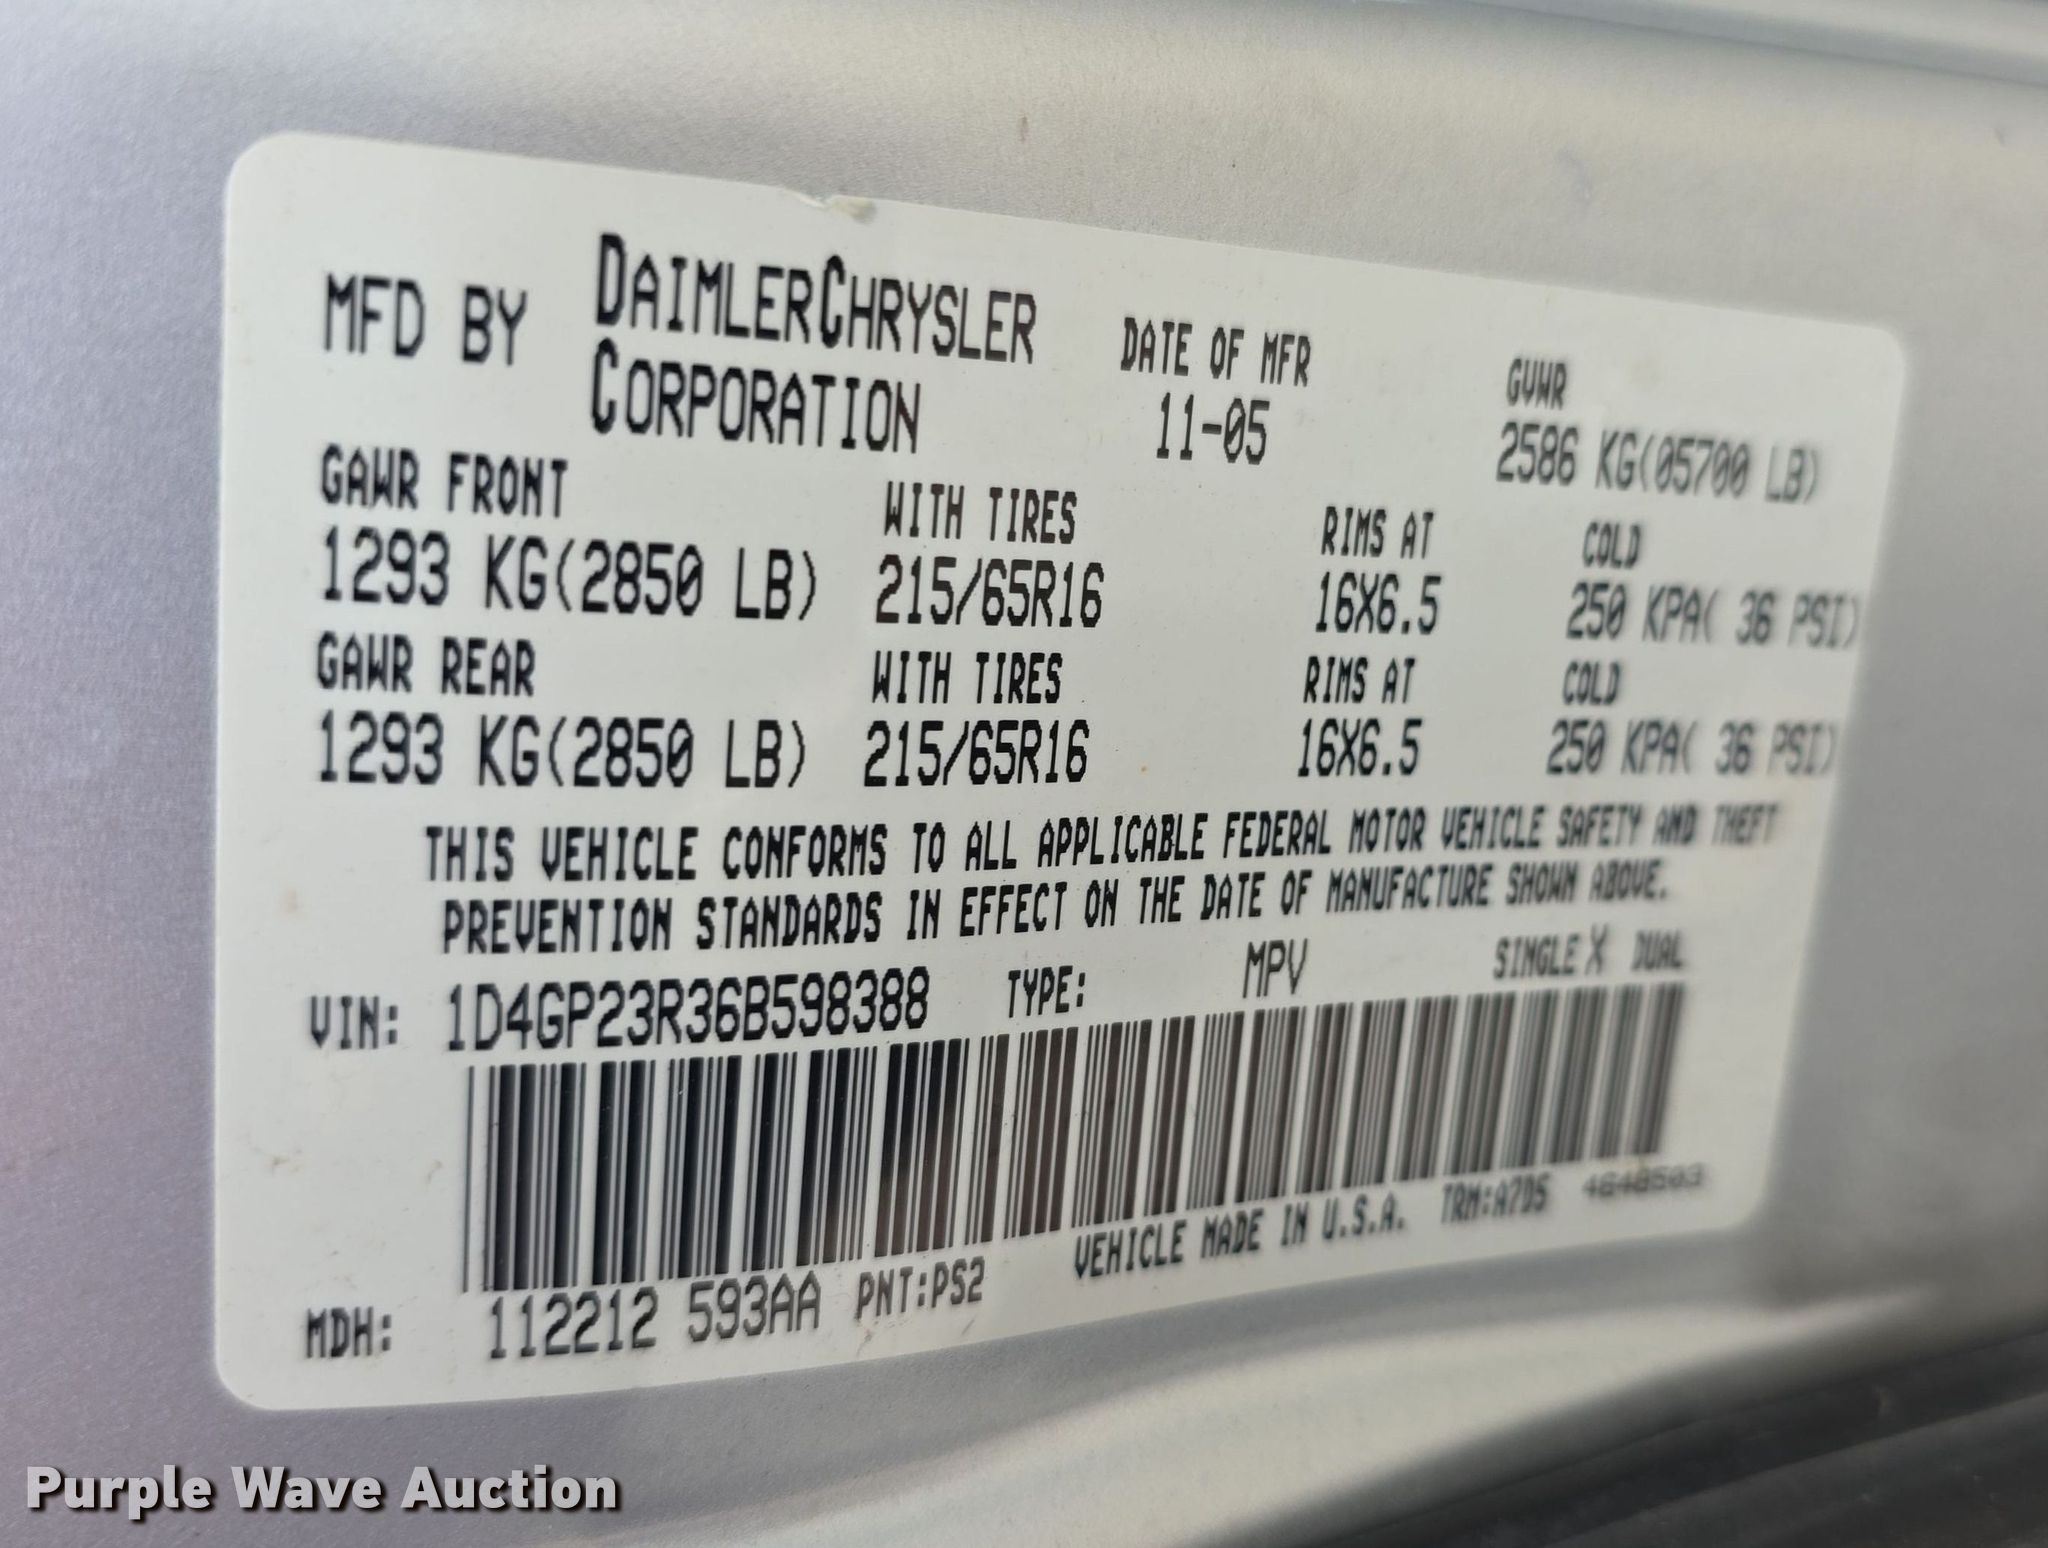 MFD BY DAIMLERCHRYSLER CORPORATION DATE OF MFR 11-05 GVWR 2586 KG(05700 LB)
GAWR FRONT WITH TIRES RIMS AT COLD
1293 KG(2850 LB) 215/65R16 16X6.5 250 KPA( 36 PSI)
GAWR REAR WITH TIRES RIMS AT COLD
1293 KG(2850 LB) 215/65R16 16X6.5 250 KPA( 36 PSI)
THIS VEHICLE CONFORMS TO ALL APPLICABLE FEDERAL MOTOR VEHICLE SAFETY AND THEFT
PREVENTION STANDARDS IN EFFECT ON THE DATE OF MANUFACTURE SHOWN ABOVE.
VIN: 1D4GP23R36B598388 TYPE: MPV SINGLE X DUAL
MDH: 112212 593AA PNT:PS2 VEHICLE MADE IN U.S.A. TRM:A7D5 4648503
Purple Wave Auction